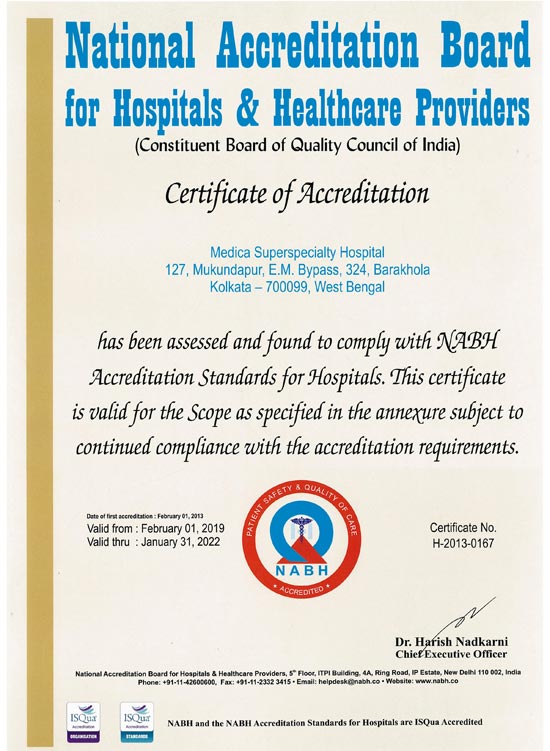 National Accreditation Board
for Hospitals & Healthcare Providers
(Constituent Board of Quality Council of India)
Certificate of Accreditation
Medica Superspecialty Hospital
127, Mukundapur, E.M. Bypass, 324, Barakhola
Kolkata – 700099, West Bengal
has been assessed and found to comply with NABH
Accreditation Standards for Hospitals. This certificate
is valid for the Scope as specified in the annexure subject to
continued compliance with the accreditation requirements.
Date of first accreditation : February 01, 2013
Valid from : February 01, 2019
Valid thru : January 31, 2022
PATIENT SAFETY & QUALITY OF CARE
NABH
* ACCREDITED *
Certificate No.
H-2013-0167
Dr. Harish Nadkarni
Chief Executive Officer
National Accreditation Board for Hospitals & Healthcare Providers, 5th Floor, ITPI Building, 4A, Ring Road, IP Estate, New Delhi 110 002, India
Phone: +91-11-42600600, Fax: +91-11-2332 3415 • Email: helpdesk@nabh.co • Website: www.nabh.co
ISQua
Accreditation
ORGANISATION
ISQua
Accreditation
STANDARDS
NABH and the NABH Accreditation Standards for Hospitals are ISQua Accredited